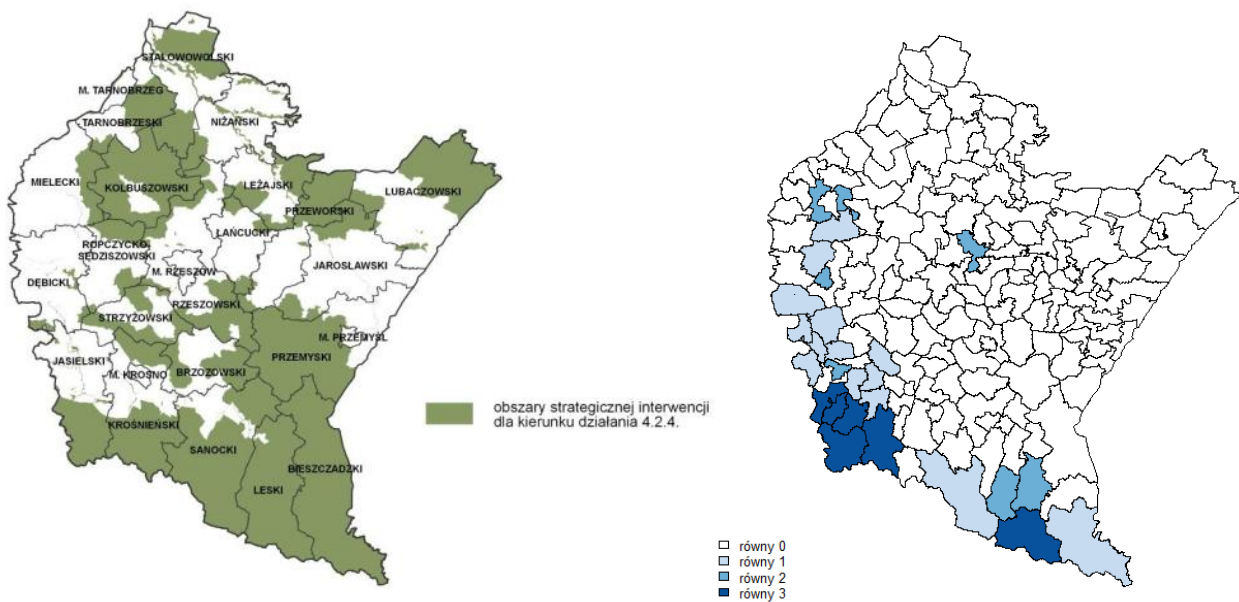 STALOWOWOLSKI
M. TARNOBRZEG
TARNOBRZESKI
NIŻAŃSKI
MIELECKI
KOLBUSZOWSKI
LEŻAJSKI
LUBACZOWSKI
PRZEWORSKI
ŁAŃCUCKI
ROPCZYCKO-
SĘDZISZOWSKI
M. RZESZÓW
JAROSŁAWSKI
DĘBICKI
RZESZOWSKI
STRZYŻOWSKI
M. PRZEMYŚL
JASIELSKI
PRZEMYSKI
M. KROSNO
BRZOZOWSKI
obszary strategicznej interwencji
dla kierunku działania 4.2.4.
KROŚNIEŃSKI
SANOCKI
BIESZCZADZKI
LESKI
równy 0
równy 1
równy 2
równy 3